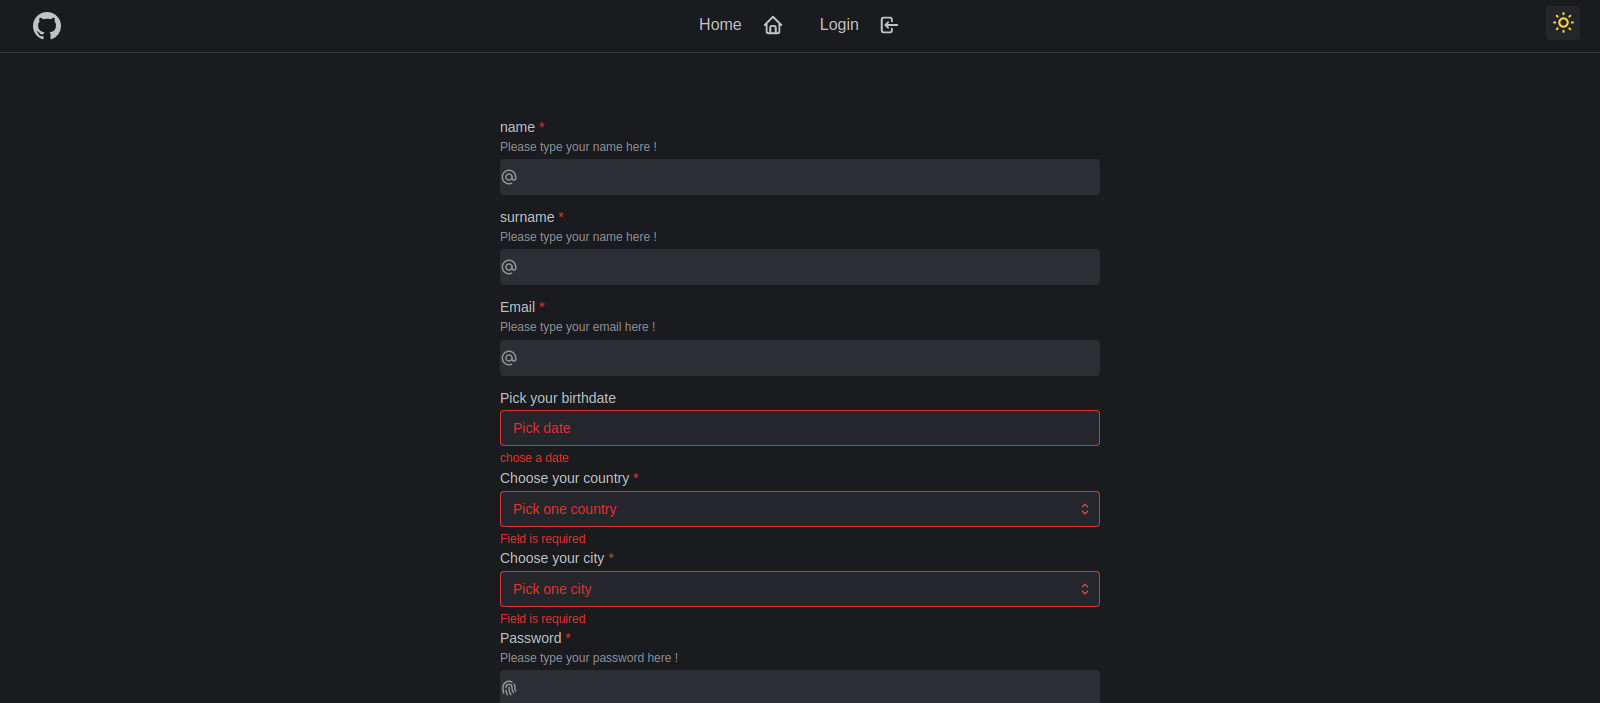 Home Login
name *
Please type your name here !
surname *
Please type your name here !
Email *
Please type your email here !
Pick your birthdate
Pick date
chose a date
Choose your country *
Pick one country
Field is required
Choose your city *
Pick one city
Field is required
Password *
Please type your password here !